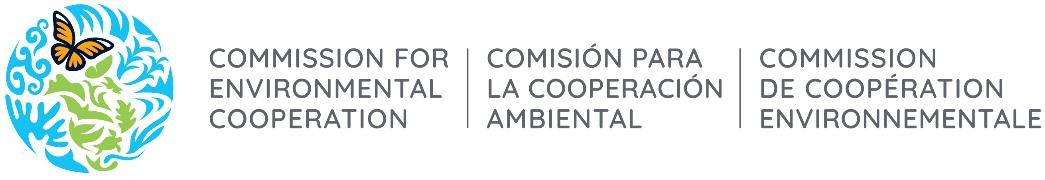 COMMISSION FOR
ENVIRONMENTAL
COOPERATION
COMISIÓN PARA
LA COOPERACIÓN
AMBIENTAL
COMMISSION
DE COOPÉRATION
ENVIRONNEMENTALE